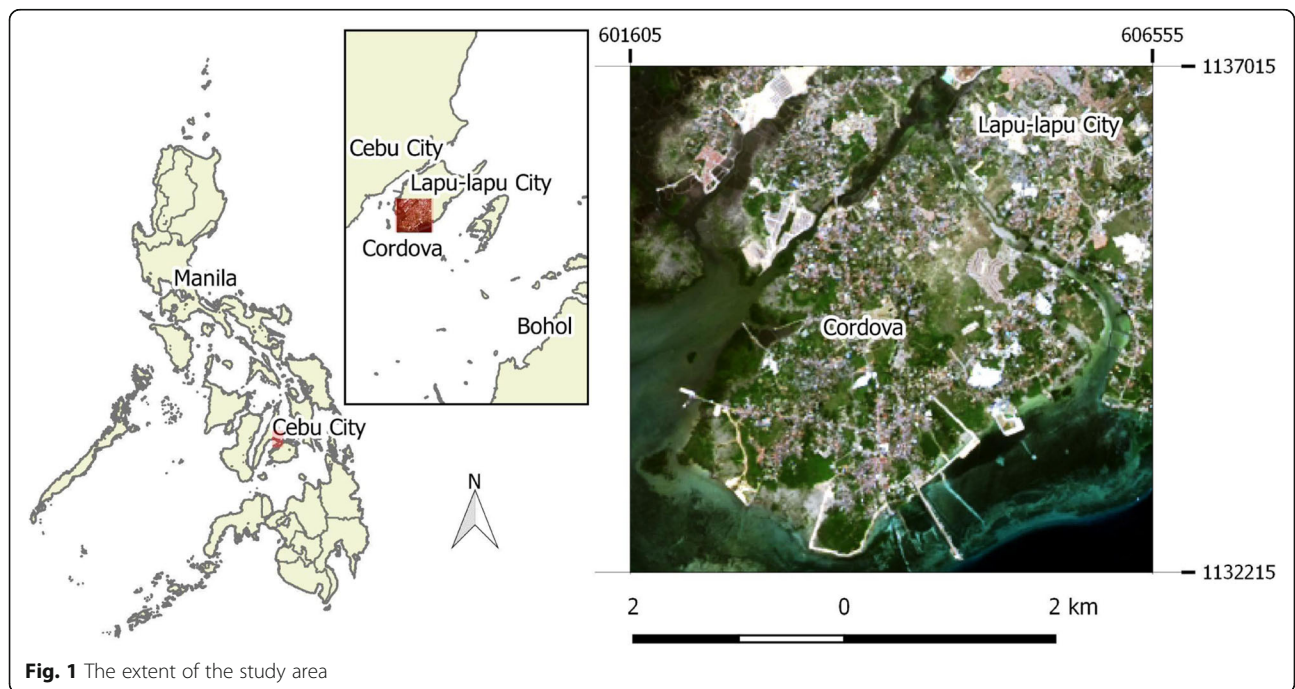 601605
606555
1137015
Lapu-lapu City
Cebu City
Lapu-lapu City
Cordova
Manila
Bohol
Cordova
Cebu City
N
1132215
2 0 2 km
Fig. 1 The extent of the study area